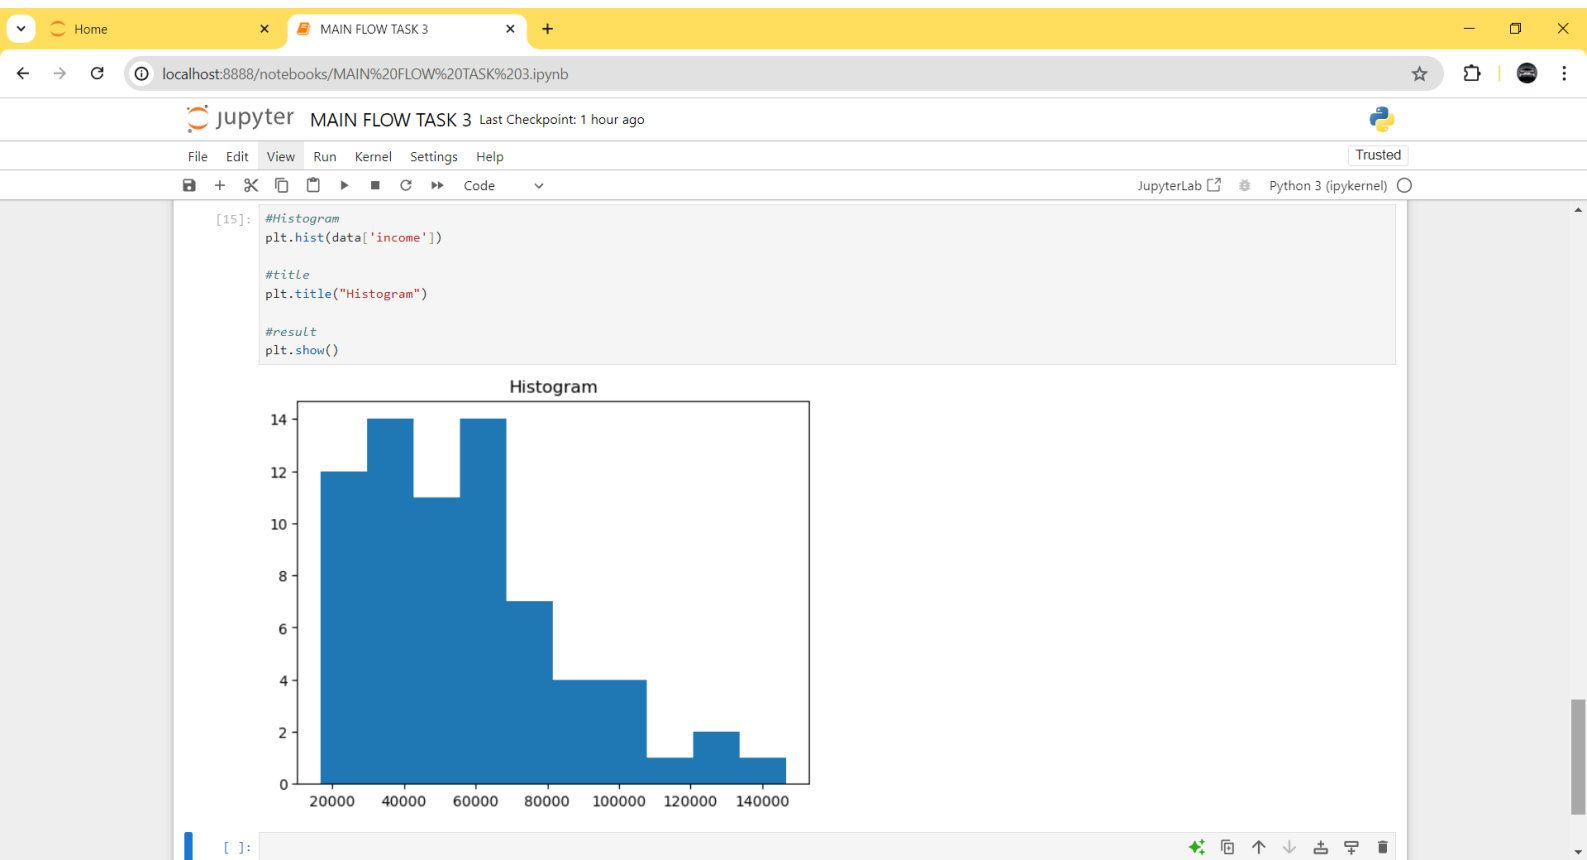 Home
MAIN FLOW TASK 3
localhost:8888/notebooks/MAIN%20FLOW%20TASK%203.ipynb
jupyter MAIN FLOW TASK 3 Last Checkpoint: 1 hour ago
File Edit View Run Kernel Settings Help Trusted
Code JupyterLab Python 3 (ipykernel)
[15]: #Histogram
plt.hist(data['income'])
#title
plt.title("Histogram")
#result
plt.show()
Histogram
14
12
10
8
6
4
2
0
20000 40000 60000 80000 100000 120000 140000
[ ]: